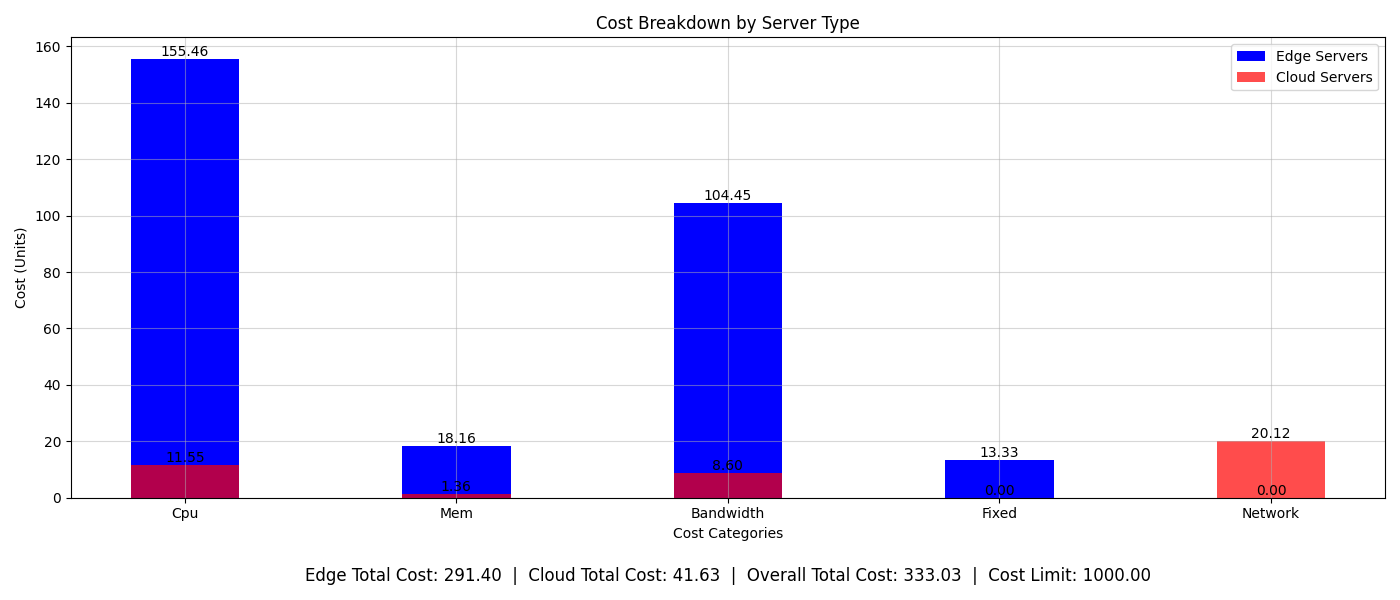 Cost Breakdown by Server Type
Edge Servers
Cloud Servers
Cost (Units)
160
140
120
100
80
60
40
20
0
155.46
11.55
18.16
1.36
104.45
8.60
13.33
0.00
20.12
0.00
Cpu
Mem
Bandwidth
Fixed
Network
Cost Categories
Edge Total Cost: 291.40 | Cloud Total Cost: 41.63 | Overall Total Cost: 333.03 | Cost Limit: 1000.00